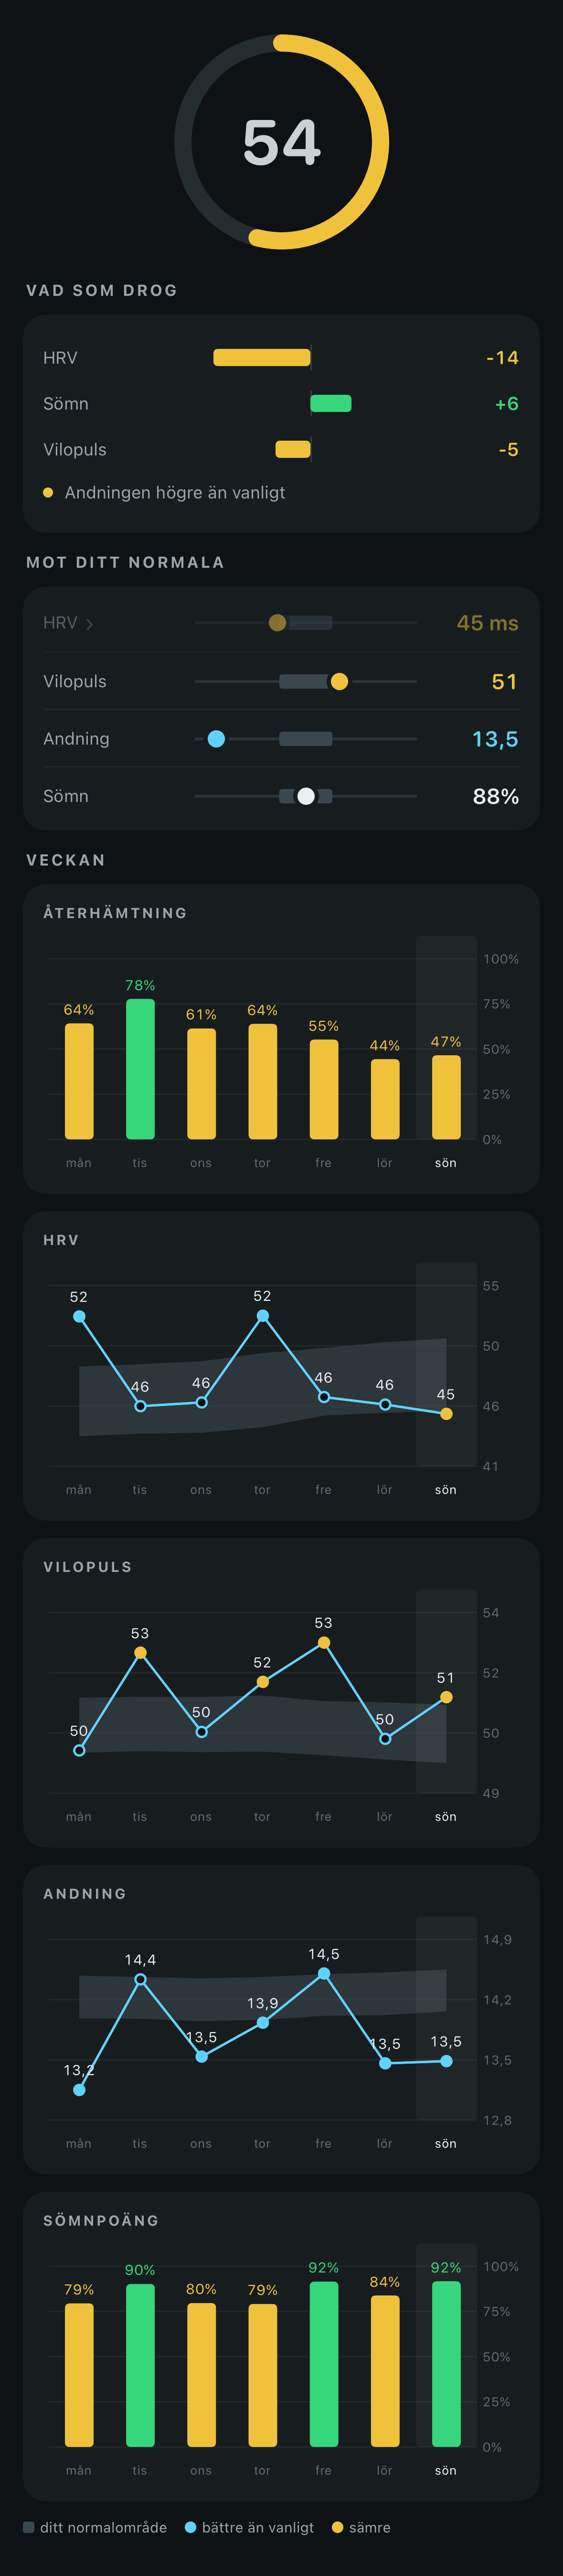 54
VAD SOM DROG
HRV -14
Sömn +6
Vilopuls -5
Andningen högre än vanligt
MOT DITT NORMALA
HRV > 45 ms
Vilopuls 51
Andning 13,5
Sömn 88%
VECKAN
ÅTERHÄMTNING
100%
78%
75%
64% 61% 64%
55%
50%
44% 47%
25%
0%
mån tis ons tor fre lör sön
HRV
55
52 52
50
46 46 46 46 45
46
41
mån tis ons tor fre lör sön
VILOPULS
54
53 53
52
52
51
50 50 50
50
49
mån tis ons tor fre lör sön
ANDNING
14,9
14,4 14,5
14,2
13,9
13,2 13,5 13,5 13,5
13,5
12,8
mån tis ons tor fre lör sön
SÖMNPOÄNG
100%
79% 90% 80% 79% 92% 84% 92%
75%
50%
25%
0%
mån tis ons tor fre lör sön
ditt normalområde bättre än vanligt sämre